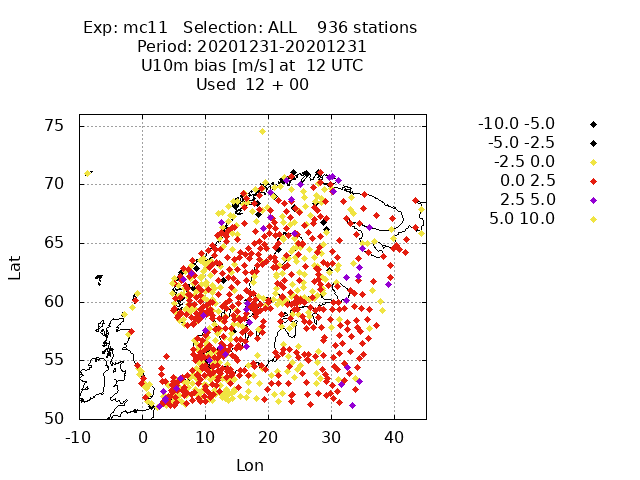 Exp: mc11 Selection: ALL 936 stations
Period: 20201231-20201231
U10m bias [m/s] at 12 UTC
Used 12 + 00
-10.0 -5.0
-5.0 -2.5
-2.5 0.0
0.0 2.5
2.5 5.0
5.0 10.0
75
70
65
60
55
50
Lat
-10 0 10 20 30 40
Lon